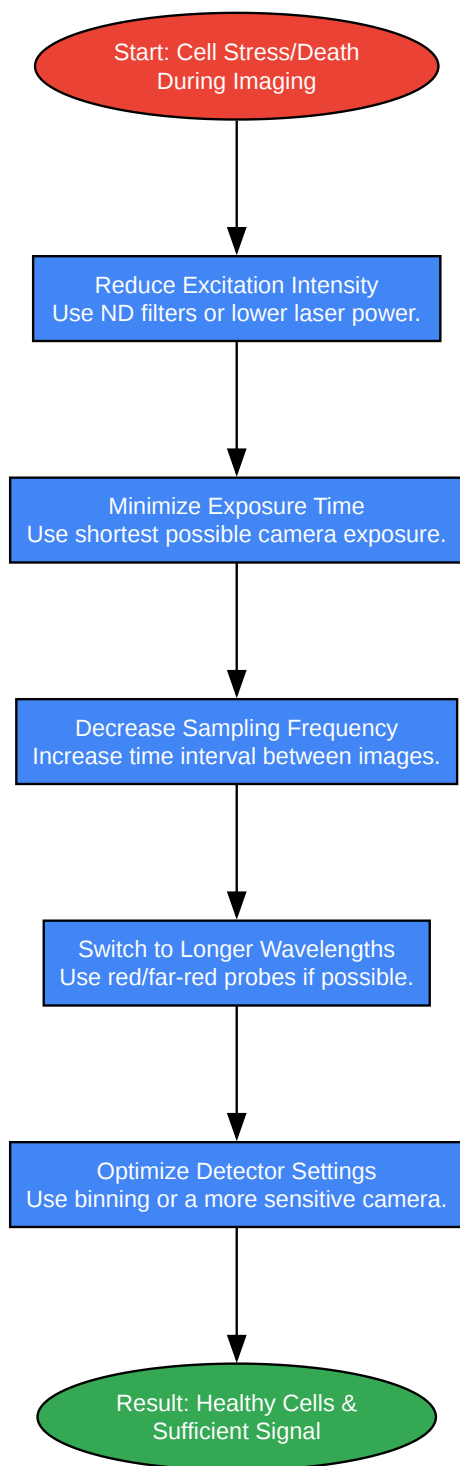 Start: Cell Stress/Death
During Imaging
Reduce Excitation Intensity
Use ND filters or lower laser power.
Minimize Exposure Time
Use shortest possible camera exposure.
Decrease Sampling Frequency
Increase time interval between images.
Switch to Longer Wavelengths
Use red/far-red probes if possible.
Optimize Detector Settings
Use binning or a more sensitive camera.
Result: Healthy Cells &
Sufficient Signal